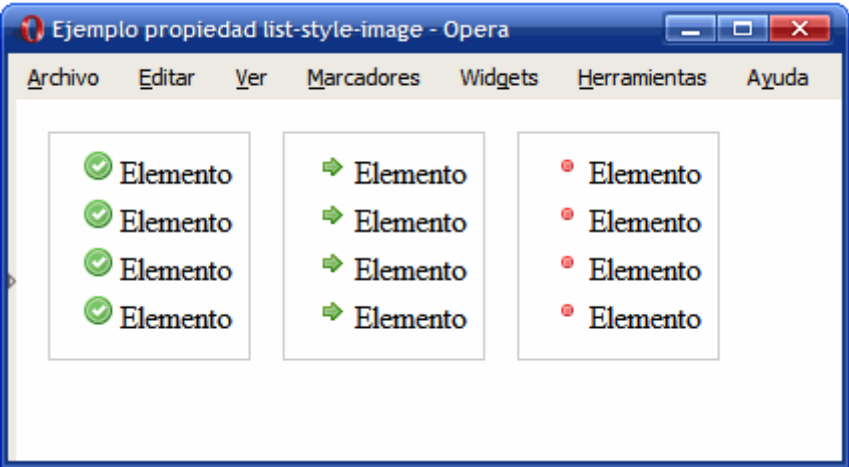 Ejemplo propiedad list-style-image - Opera
Archivo Editar Ver Marcadores Widgets Herramientas Ayuda
Elemento
Elemento
Elemento
Elemento
Elemento
Elemento
Elemento
Elemento
Elemento
Elemento
Elemento
Elemento